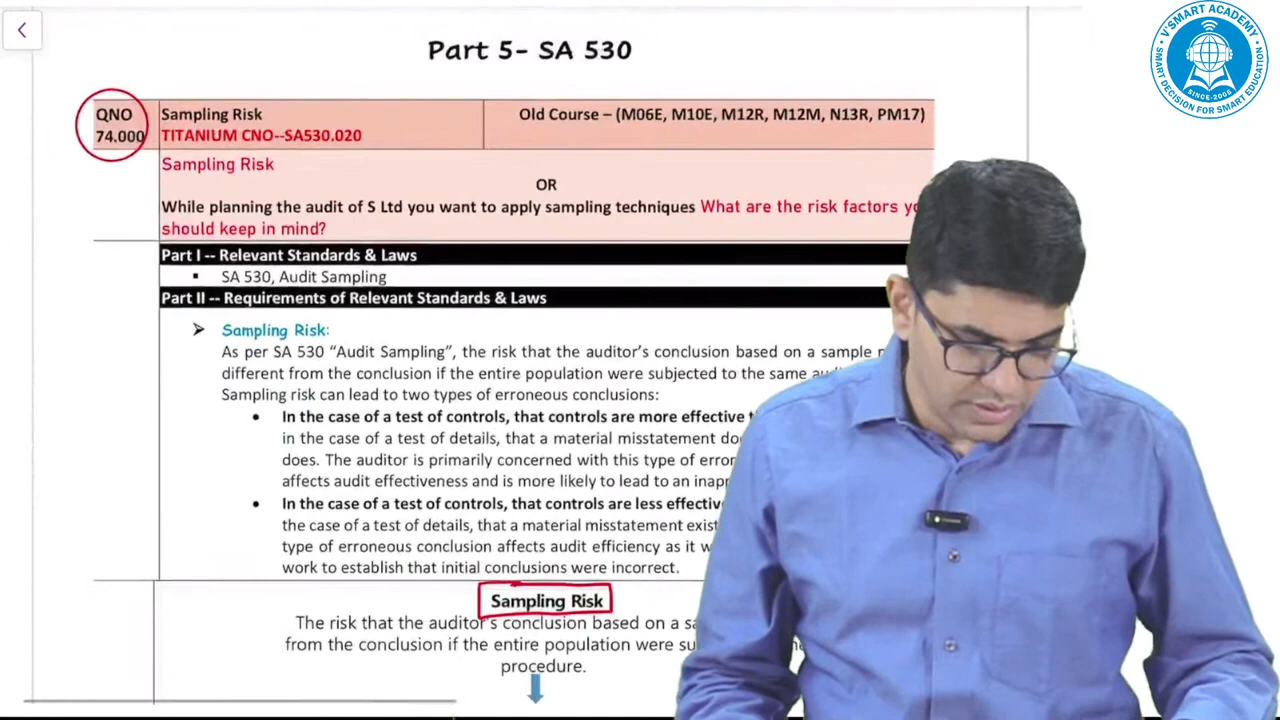 Part 5- SA 530
V'SMART ACADEMY
SMART DECISION FOR SMART EDUCATION
SINCE-2005
QNO
74.000
Sampling Risk
TITANIUM CNO--SA530.020
Old Course – (M06E, M10E, M12R, M12M, N13R, PM17)
Sampling Risk
OR
While planning the audit of S Ltd you want to apply sampling techniques What are the risk factors
should keep in mind?
Part I -- Relevant Standards & Laws
▪ SA 530, Audit Sampling
Part II -- Requirements of Relevant Standards & Laws
➢ Sampling Risk:
As per SA 530 “Audit Sampling”, the risk that the auditor’s conclusion based on a sample
different from the conclusion if the entire population were subjected to the same
Sampling risk can lead to two types of erroneous conclusions:
• In the case of a test of controls, that controls are more effective
in the case of a test of details, that a material misstatement
does. The auditor is primarily concerned with this type of
affects audit effectiveness and is more likely to lead to an
• In the case of a test of controls, that controls are less
the case of a test of details, that a material misstatement
type of erroneous conclusion affects audit efficiency as it
work to establish that initial conclusions were incorrect.
Sampling Risk
The risk that the auditor’s conclusion based on a
from the conclusion if the entire population were
procedure.